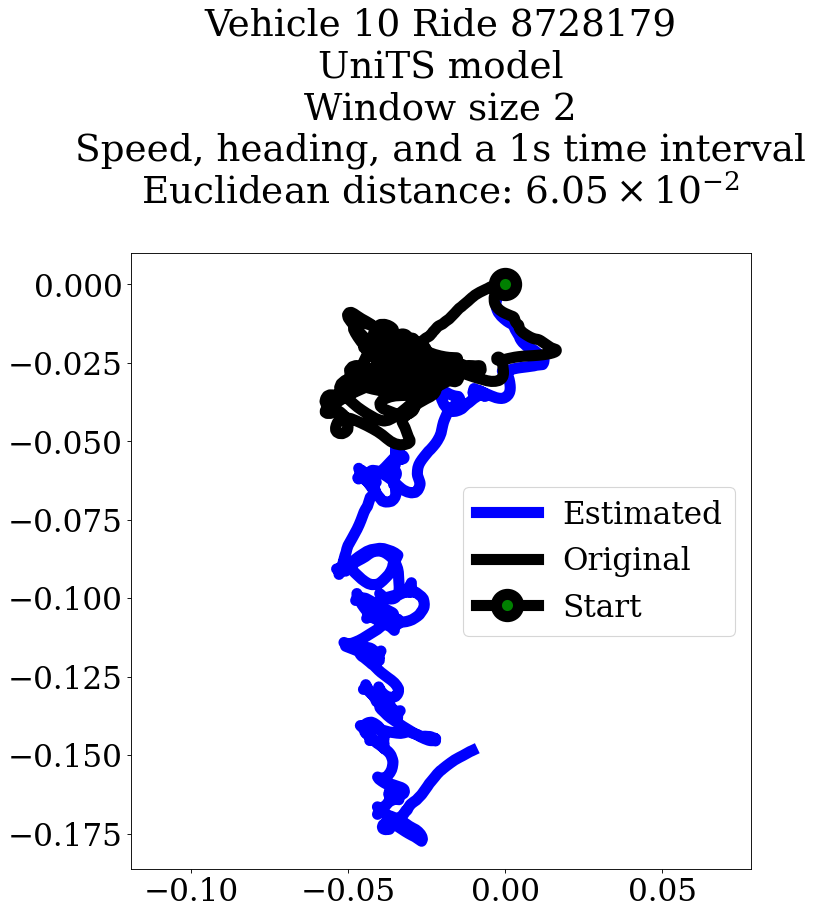 Vehicle 10 Ride 8728179
UniTS model
Window size 2
Speed, heading, and a 1s time interval
Euclidean distance: 6.05 × 10⁻²
0.000
−0.025
−0.050
−0.075
−0.100
−0.125
−0.150
−0.175
Estimated
Original
Start
−0.10 −0.05 0.00 0.05